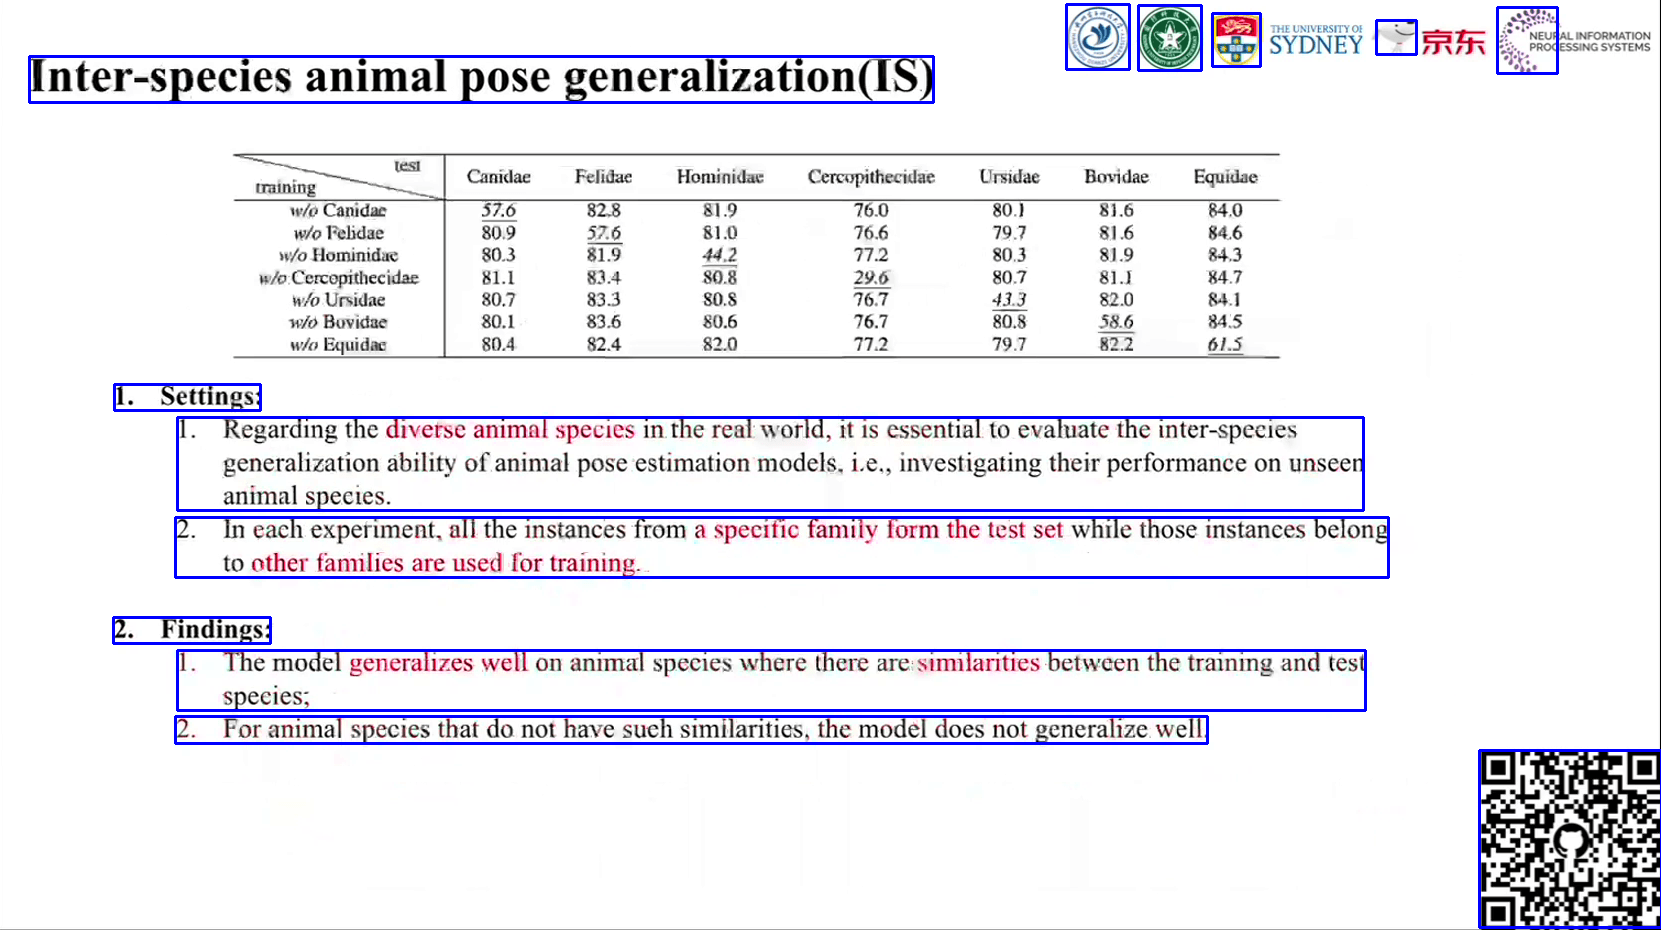 Inter-species animal pose generalization(IS)
THE UNIVERSITY OF
SYDNEY
京东
NEURAL INFORMATION
PROCESSING SYSTEMS
test
training
Canidae Felidae Hominidae Cercopithecidae Ursidae Bovidae Equidae
w/o Canidae 57.6 82.8 81.9 76.0 80.1 81.6 84.0
w/o Felidae 80.9 57.6 81.0 76.6 79.7 81.6 84.6
w/o Hominidae 80.3 81.9 44.2 77.2 80.3 81.9 84.3
w/o Cercopithecidae 81.1 83.4 80.8 29.6 80.7 81.1 84.7
w/o Ursidae 80.7 83.3 80.8 76.7 43.3 82.0 84.1
w/o Bovidae 80.1 83.6 80.6 76.7 80.8 58.6 84.5
w/o Equidae 80.4 82.4 82.0 77.2 79.7 82.2 61.5
1. Settings:
1. Regarding the diverse animal species in the real world, it is essential to evaluate the inter-species
generalization ability of animal pose estimation models, i.e., investigating their performance on unseen
animal species.
2. In each experiment, all the instances from a specific family form the test set while those instances belong
to other families are used for training.
2. Findings:
1. The model generalizes well on animal species where there are similarities between the training and test
species;
2. For animal species that do not have such similarities, the model does not generalize well.